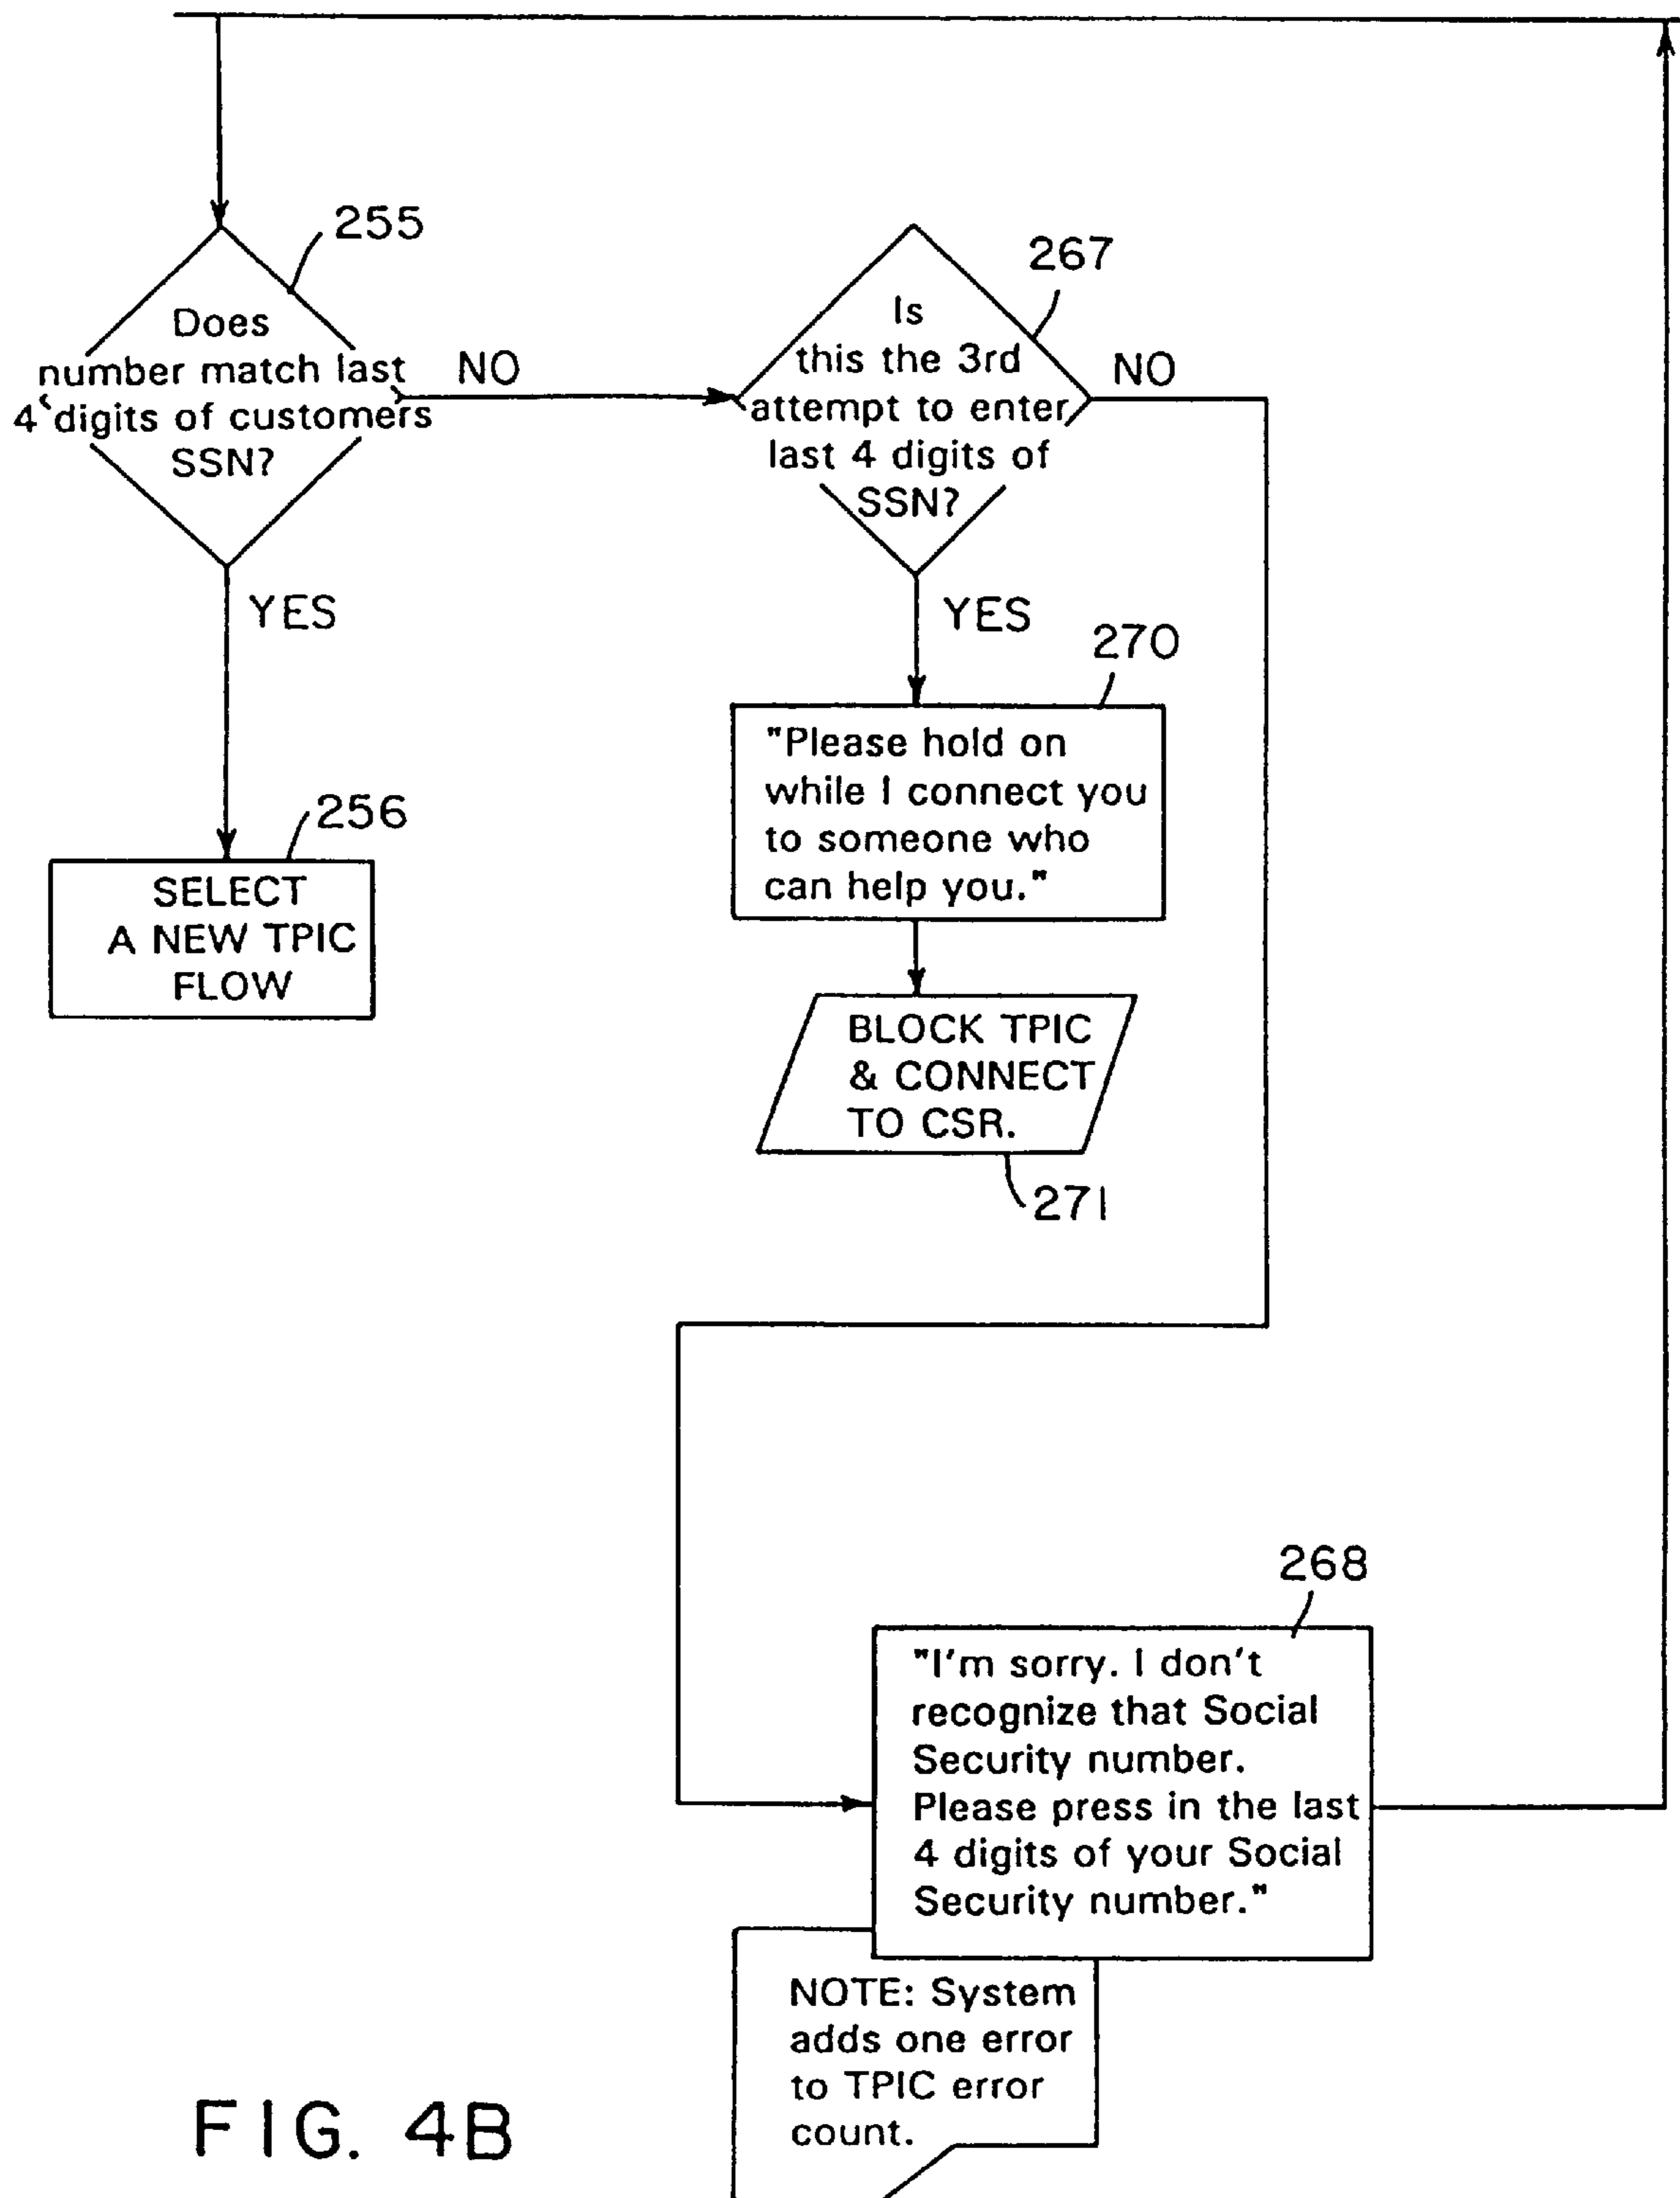 255
Does
number match last
4 digits of customers
SSN?
NO
YES
256
SELECT
A NEW TPIC
FLOW
267
Is
this the 3rd
attempt to enter
last 4 digits of
SSN?
NO
YES
270
"Please hold on
while I connect you
to someone who
can help you."
BLOCK TPIC
& CONNECT
TO CSR.
271
268
"I'm sorry. I don't
recognize that Social
Security number.
Please press in the last
4 digits of your Social
Security number."
NOTE: System
adds one error
to TPIC error
count.
FIG. 4B